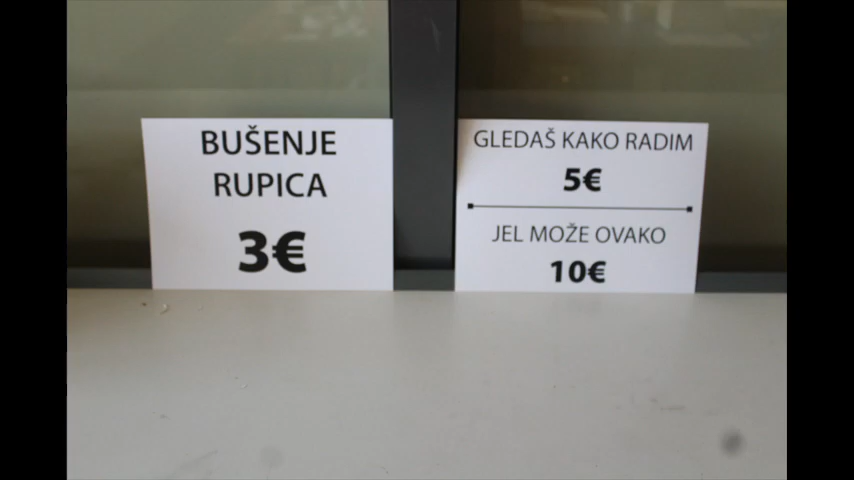 BUŠENJE
RUPICA
3€
GLEDAŠ KAKO RADIM
5€
JEL MOŽE OVAKO
10€